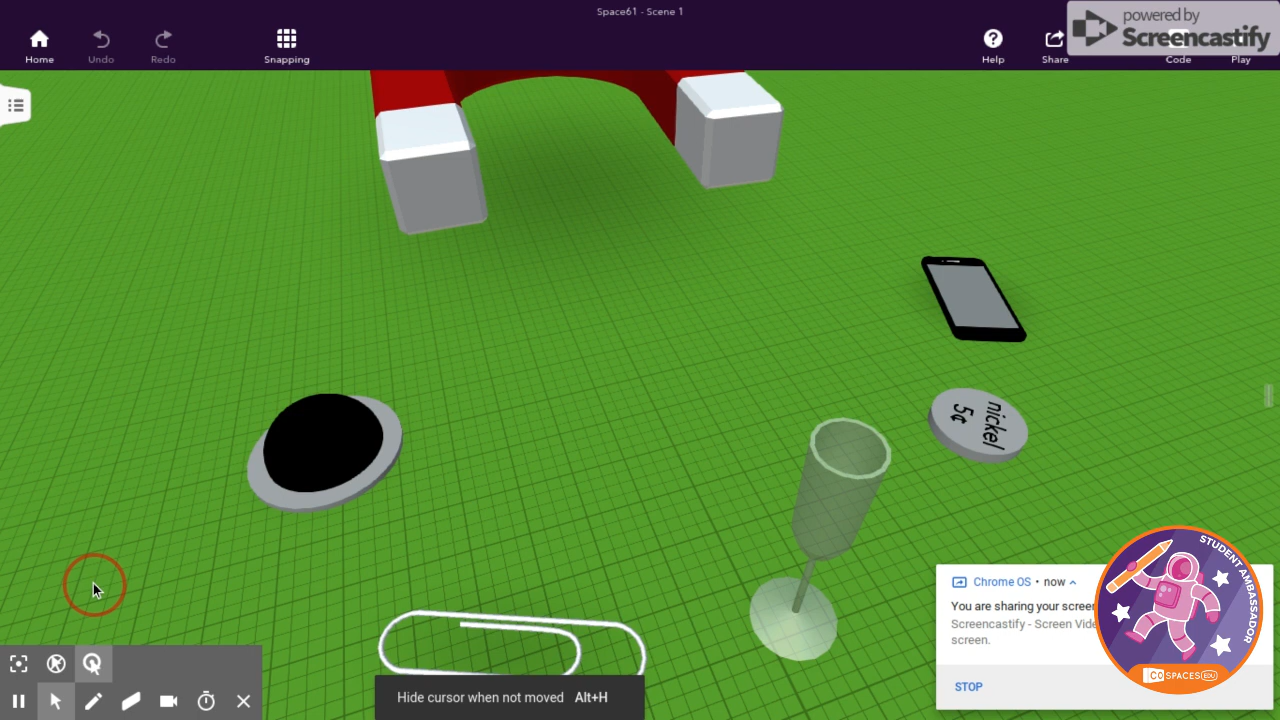 Space61 - Scene 1
powered by
Screencastify
Home
Undo
Redo
Snapping
Help
Share
Code
Play
nickel
5¢
STUDENT AMBASSADOR
Chrome OS • now
You are sharing your screen
Screencastify - Screen
screen.
STOP
COSPACES EDU
Hide cursor when not moved Alt+H